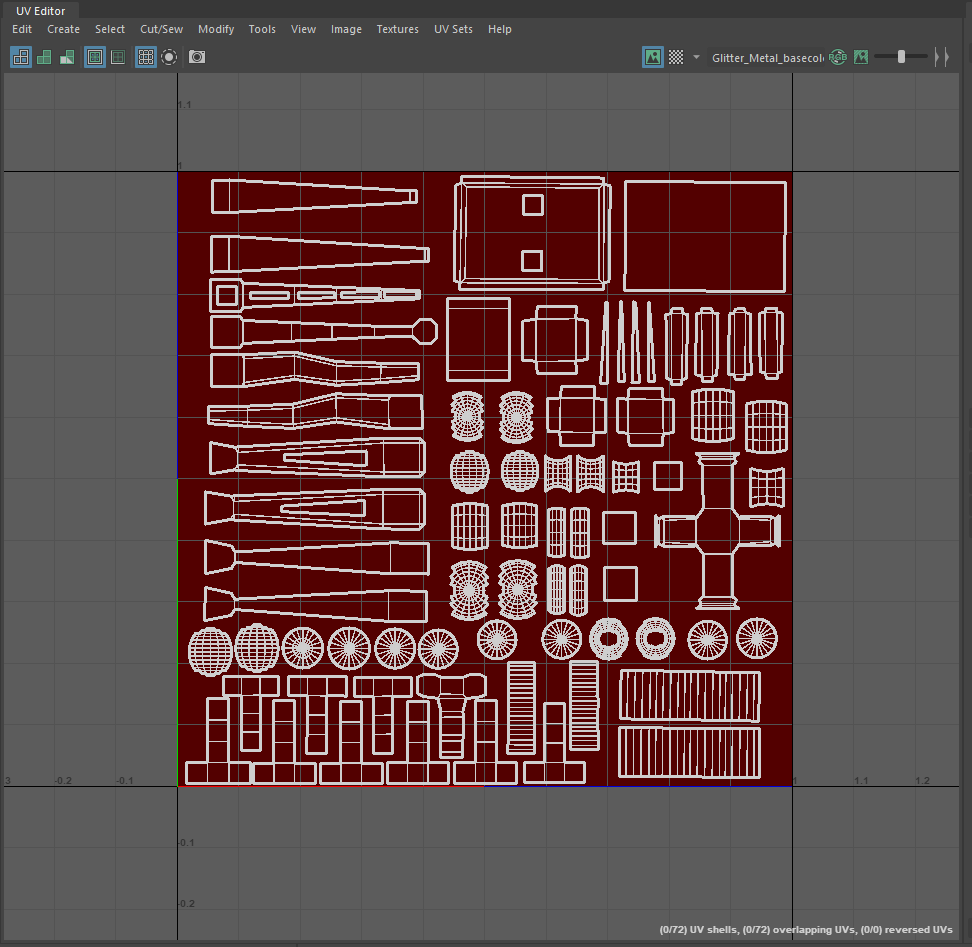 UV Editor
Edit Create Select Cut/Sew Modify Tools View Image Textures UV Sets Help
Glitter_Metal_basecol RGB
1.1
1
3 -0.2 -0.1 1 1.1 1.2
-0.1
-0.2
(0/72) UV shells, (0/72) overlapping UVs, (0/0) reversed UVs